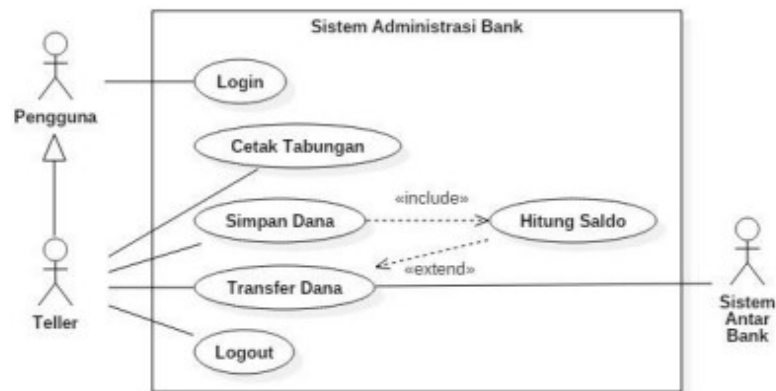 Sistem Administrasi Bank
Login
Pengguna
Cetak Tabungan
«include»
Simpan Dana
Hitung Saldo
«extend»
Transfer Dana
Teller
Sistem
Antar
Bank
Logout